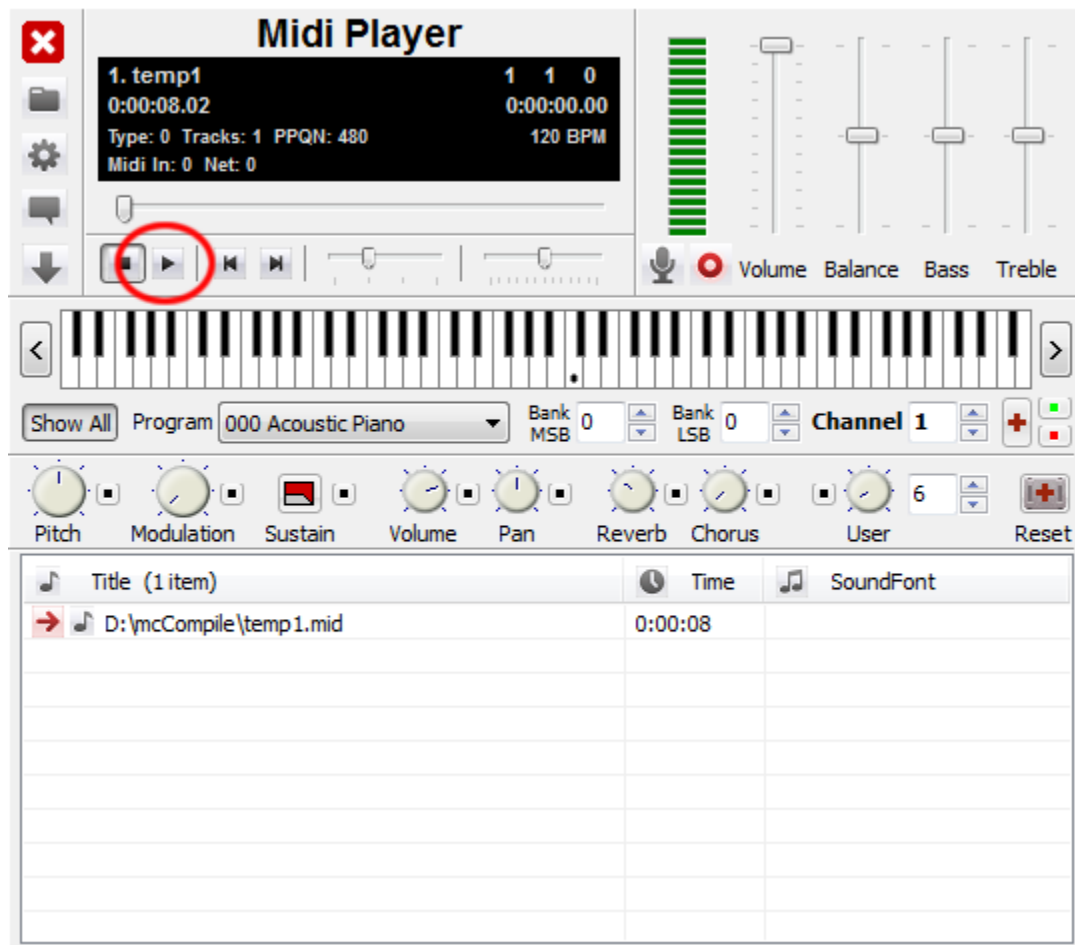 Midi Player
1. temp1 1 1 0
0:00:08.02 0:00:00.00
Type: 0 Tracks: 1 PPQN: 480 120 BPM
Midi In: 0 Net: 0
Volume Balance Bass Treble
Show All Program 000 Acoustic Piano Bank MSB 0 Bank LSB 0 Channel 1
6
Pitch Modulation Sustain Volume Pan Reverb Chorus User Reset
Title (1 item) Time SoundFont
D:\mcCompile\temp1.mid 0:00:08